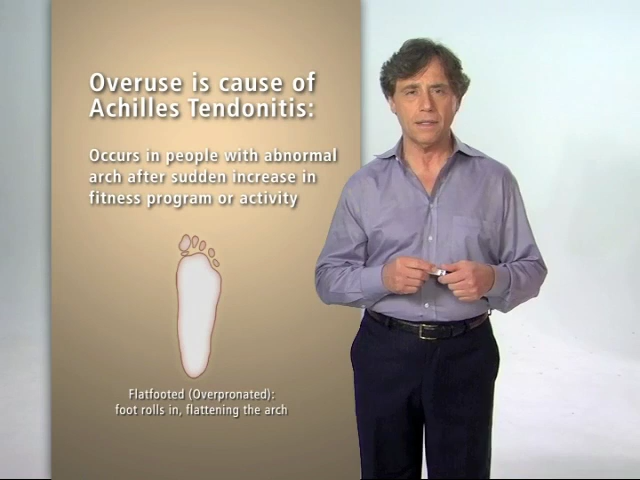 Overuse is cause of
Achilles Tendonitis:
Occurs in people with abnormal
arch after sudden increase in
fitness program or activity
Flatfooted (Overpronated):
foot rolls in, flattening the arch